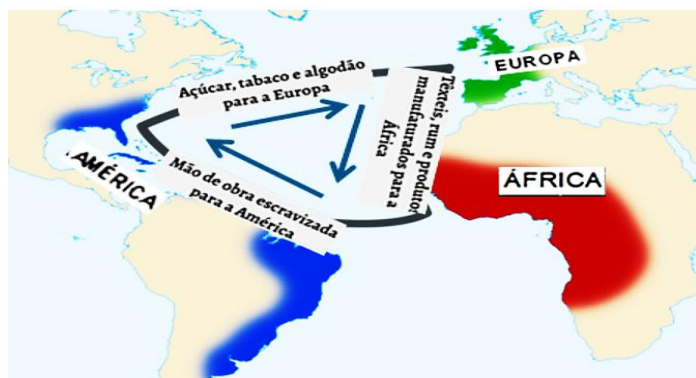 Açúcar, tabaco e algodão
para a Europa
EUROPA
Têxteis, rum e produto
manufaturados para a
África
AMÉRICA
Mão de obra escravizada
para a América
ÁFRICA